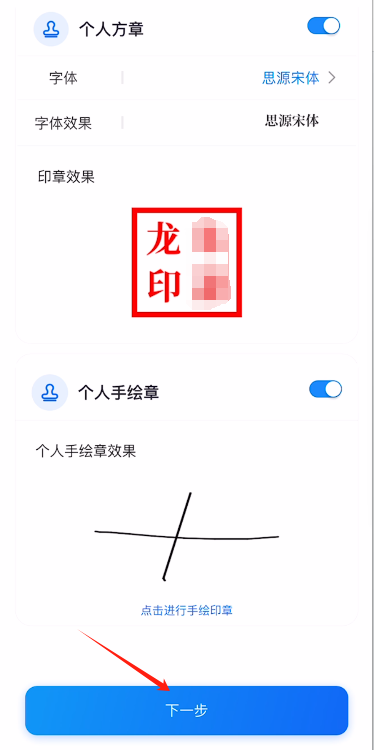 个人方章
字体
思源宋体
字体效果
思源宋体
印章效果
龙
印
个人手绘章
个人手绘章效果
点击进行手绘印章
下一步